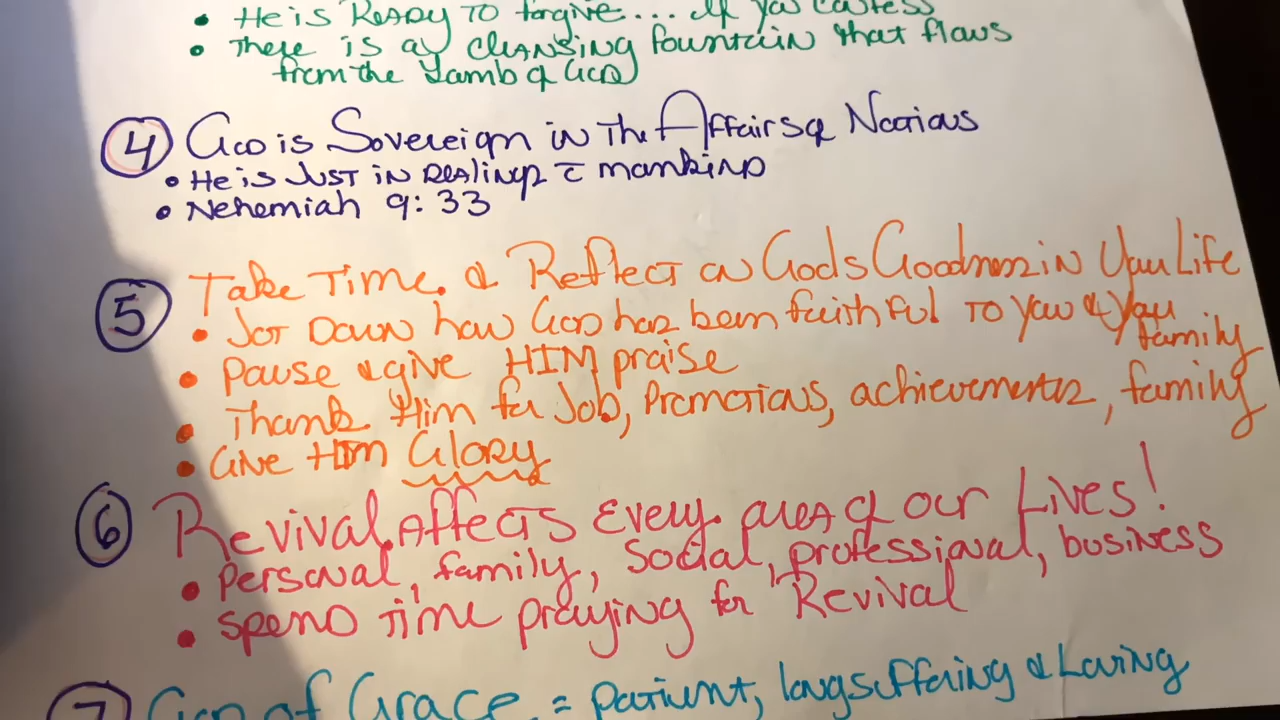 • He is Ready to forgive... If you confess
• There is a cleansing fountain that flows
from the Lamb of God
④ God is Sovereign in The Affairs of Nations
• He is Just in Dealings c̄ mankind
• Nehemiah 9:33
⑤ Take Time & Reflect on Gods Goodness in Your Life
• Jot Down how God has been faithful To You & Your
family
• Pause & give HIM praise
• Thank Him for Job, Promotions, achievements, family
• Give Him Glory
⑥ Revival Affects Every area of our Lives!
• Personal, family, Social, professional, business
• Spend Time praying for Revival
7 God of Grace = Patient, longsuffering & Loving